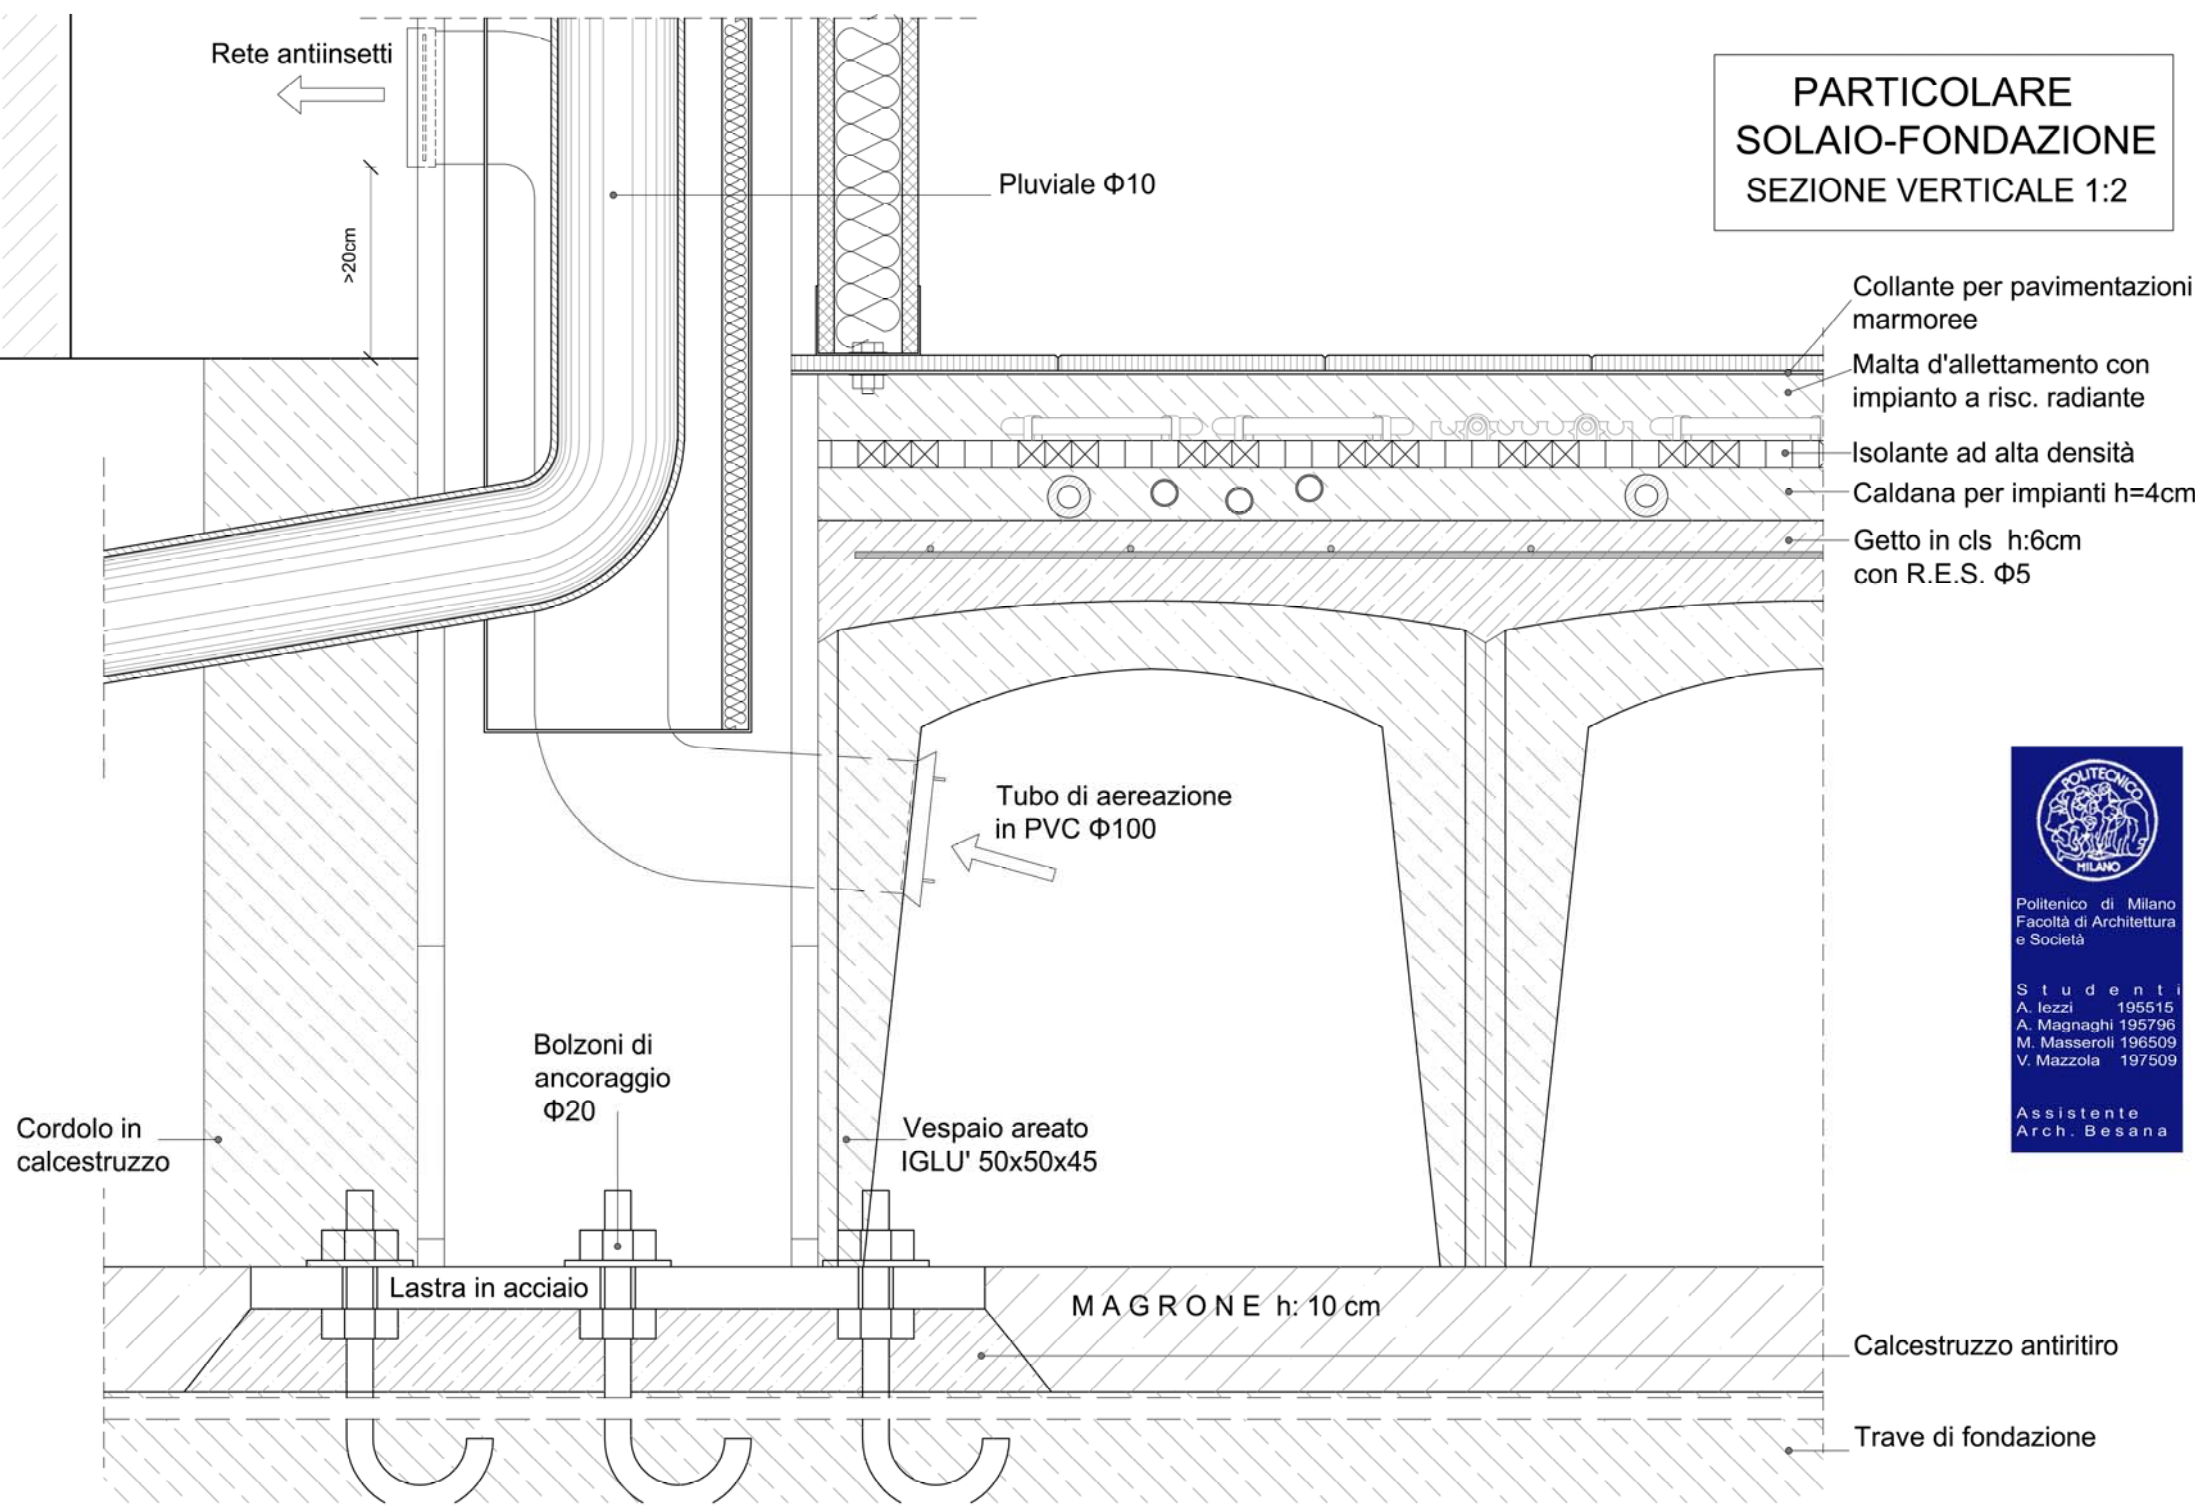 Rete antiinsetti
>20cm
Pluviale Φ10
PARTICOLARE
SOLAIO-FONDAZIONE
SEZIONE VERTICALE 1:2
Collante per pavimentazioni
marmoree
Malta d'allettamento con
impianto a risc. radiante
Isolante ad alta densità
Caldana per impianti h=4cm
Getto in cls h:6cm
con R.E.S. Φ5
Tubo di aereazione
in PVC Φ100
Bolzoni di
ancoraggio
Φ20
Cordolo in
calcestruzzo
Vespaio areato
IGLU' 50x50x45
Lastra in acciaio
MAGRONE h: 10 cm
Calcestruzzo antiritiro
Trave di fondazione
POLITECNICO
MILANO
Politenico di Milano
Facoltà di Architettura
e Società
Studenti
A. Iezzi 195515
A. Magnaghi 195796
M. Masseroli 196509
V. Mazzola 197509
Assistente
Arch. Besana